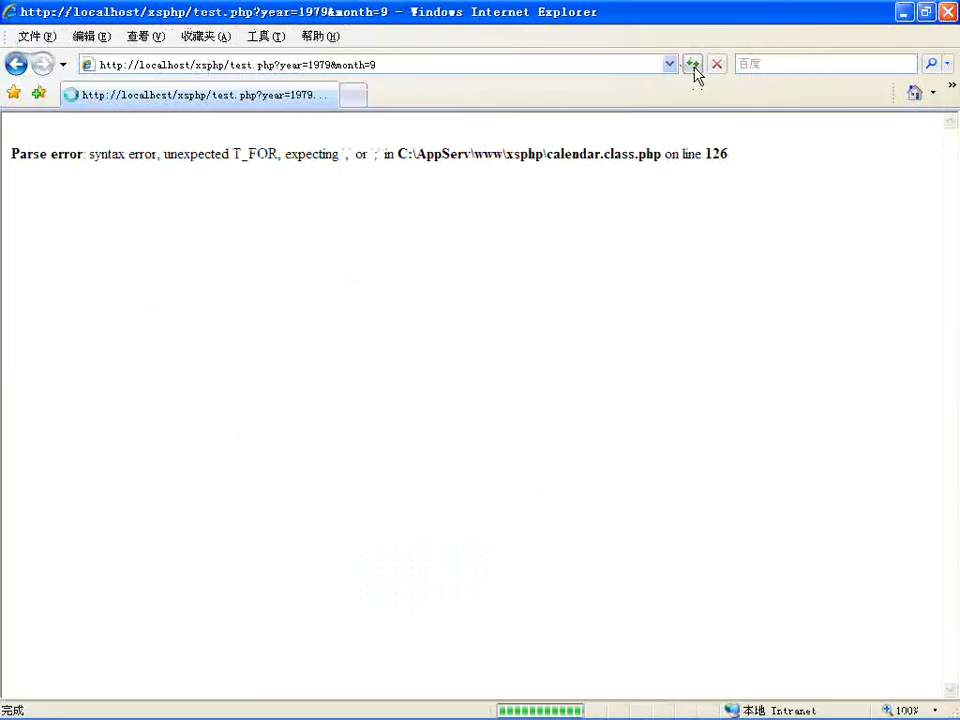 http://localhost/xsphp/test.php?year=1979&month=9 - Windows Internet Explorer
文件(F) 编辑(E) 查看(V) 收藏夹(A) 工具(T) 帮助(H)
http://localhost/xsphp/test.php?year=1979&month=9 百度
http://localhost/xsphp/test.php?year=1979... »
Parse error: syntax error, unexpected T_FOR, expecting ',' or ';' in C:\AppServ\www\xsphp\calendar.class.php on line 126
完成 本地 Intranet 100%